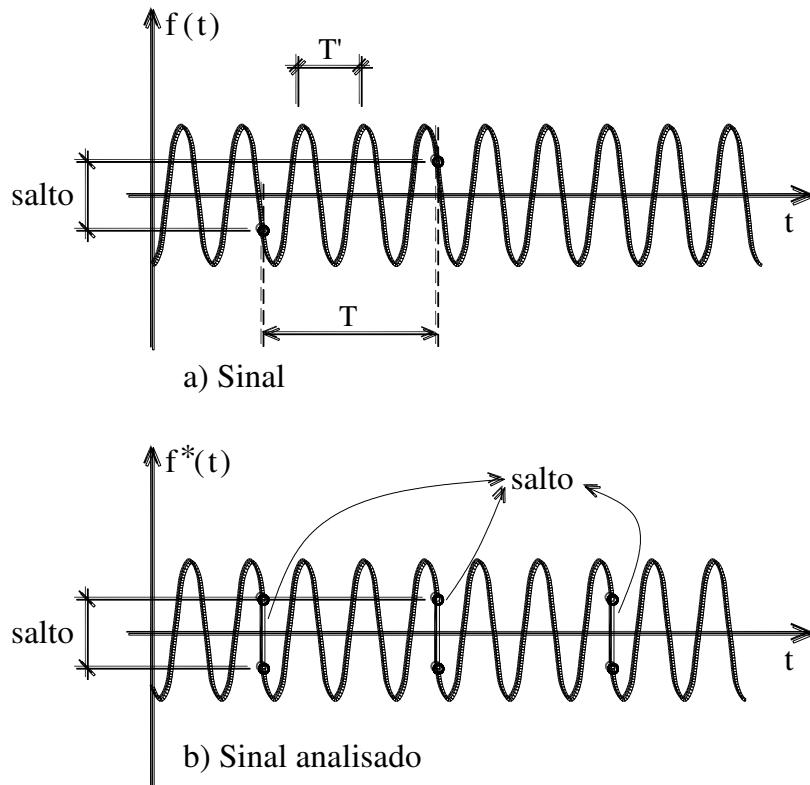 f(t)
T'
salto
t
T
a) Sinal
f*(t)
salto
salto
t
b) Sinal analisado